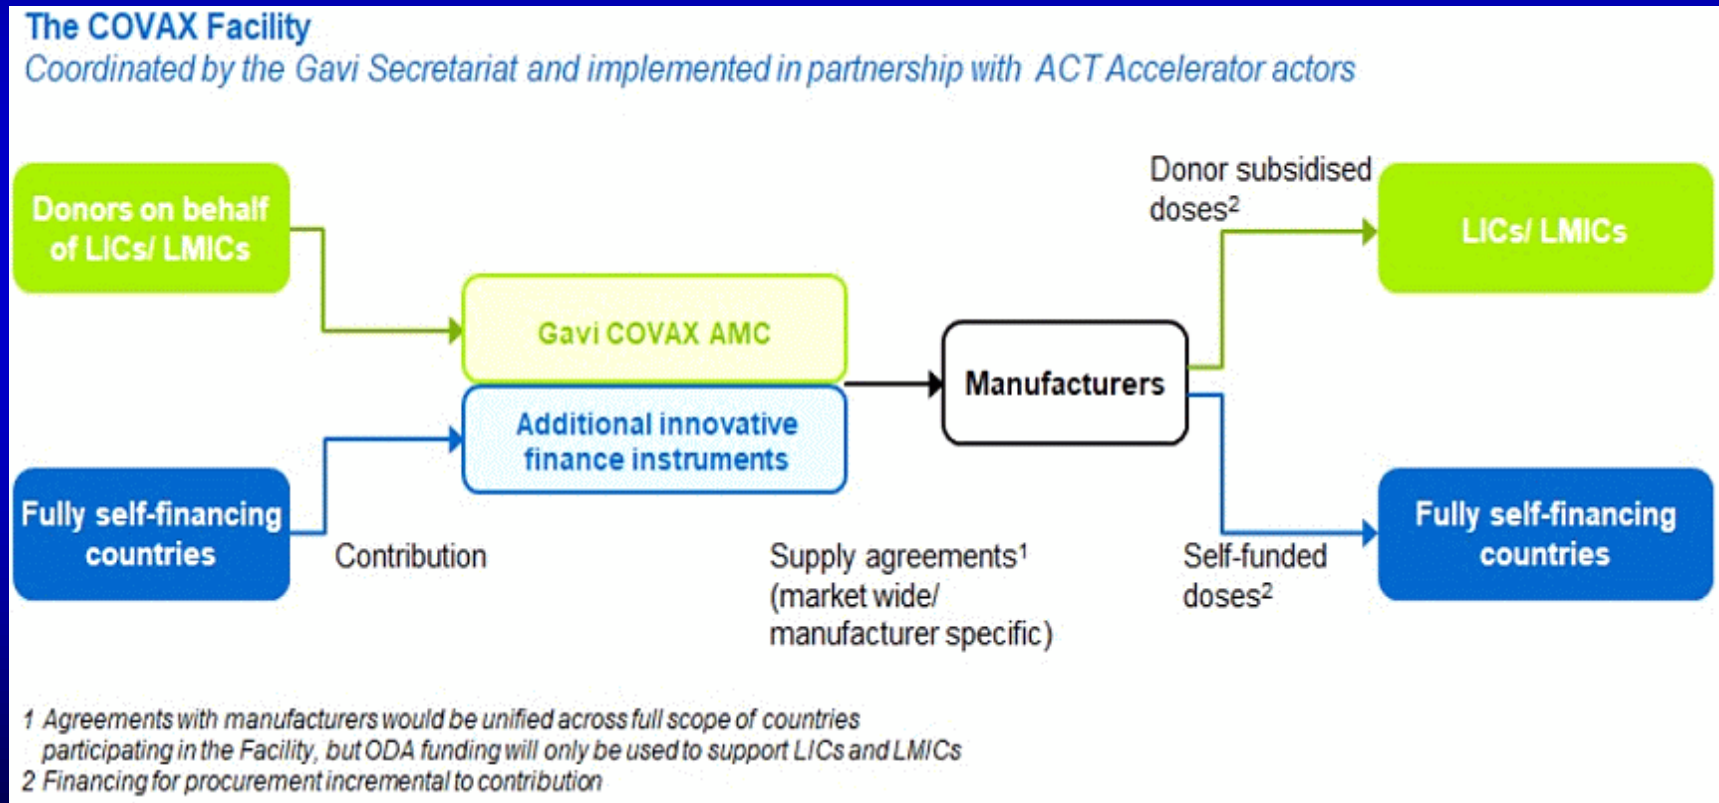 The COVAX Facility
Coordinated by the Gavi Secretariat and implemented in partnership with ACT Accelerator actors
Donors on behalf
of LICs/ LMICs
Gavi COVAX AMC
Additional innovative
finance instruments
Fully self-financing
countries
Contribution
Manufacturers
Supply agreements¹
(market wide/
manufacturer specific)
Donor subsidised
doses²
LICs/ LMICs
Self-funded
doses²
Fully self-financing
countries
1 Agreements with manufacturers would be unified across full scope of countries
participating in the Facility, but ODA funding will only be used to support LICs and LMICs
2 Financing for procurement incremental to contribution